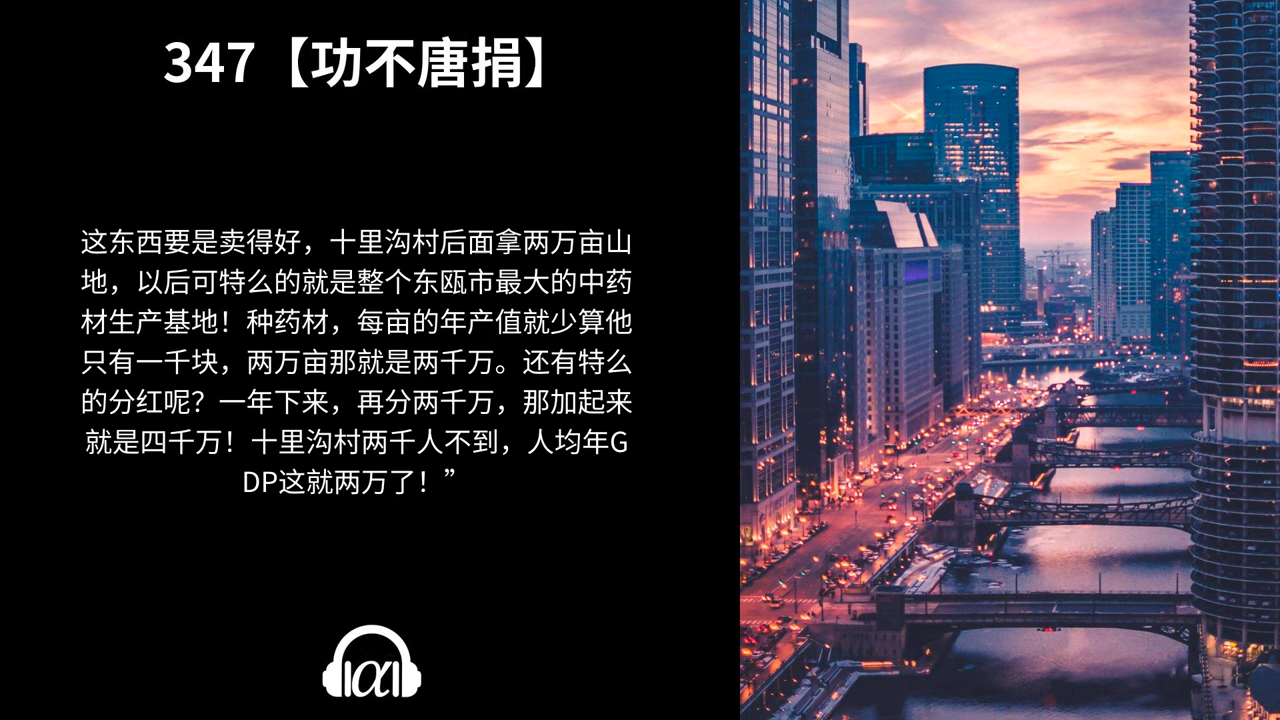 347【功不唐捐】
这东西要是卖得好，十里沟村后面拿两万亩山
地，以后可特么的就是整个东瓯市最大的中药
材生产基地！种药材，每亩的年产值就少算他
只有一千块，两万亩那就是两千万。还有特么
的分红呢？一年下来，再分两千万，那加起来
就是四千万！十里沟村两千人不到，人均年G
DP这就两万了！”